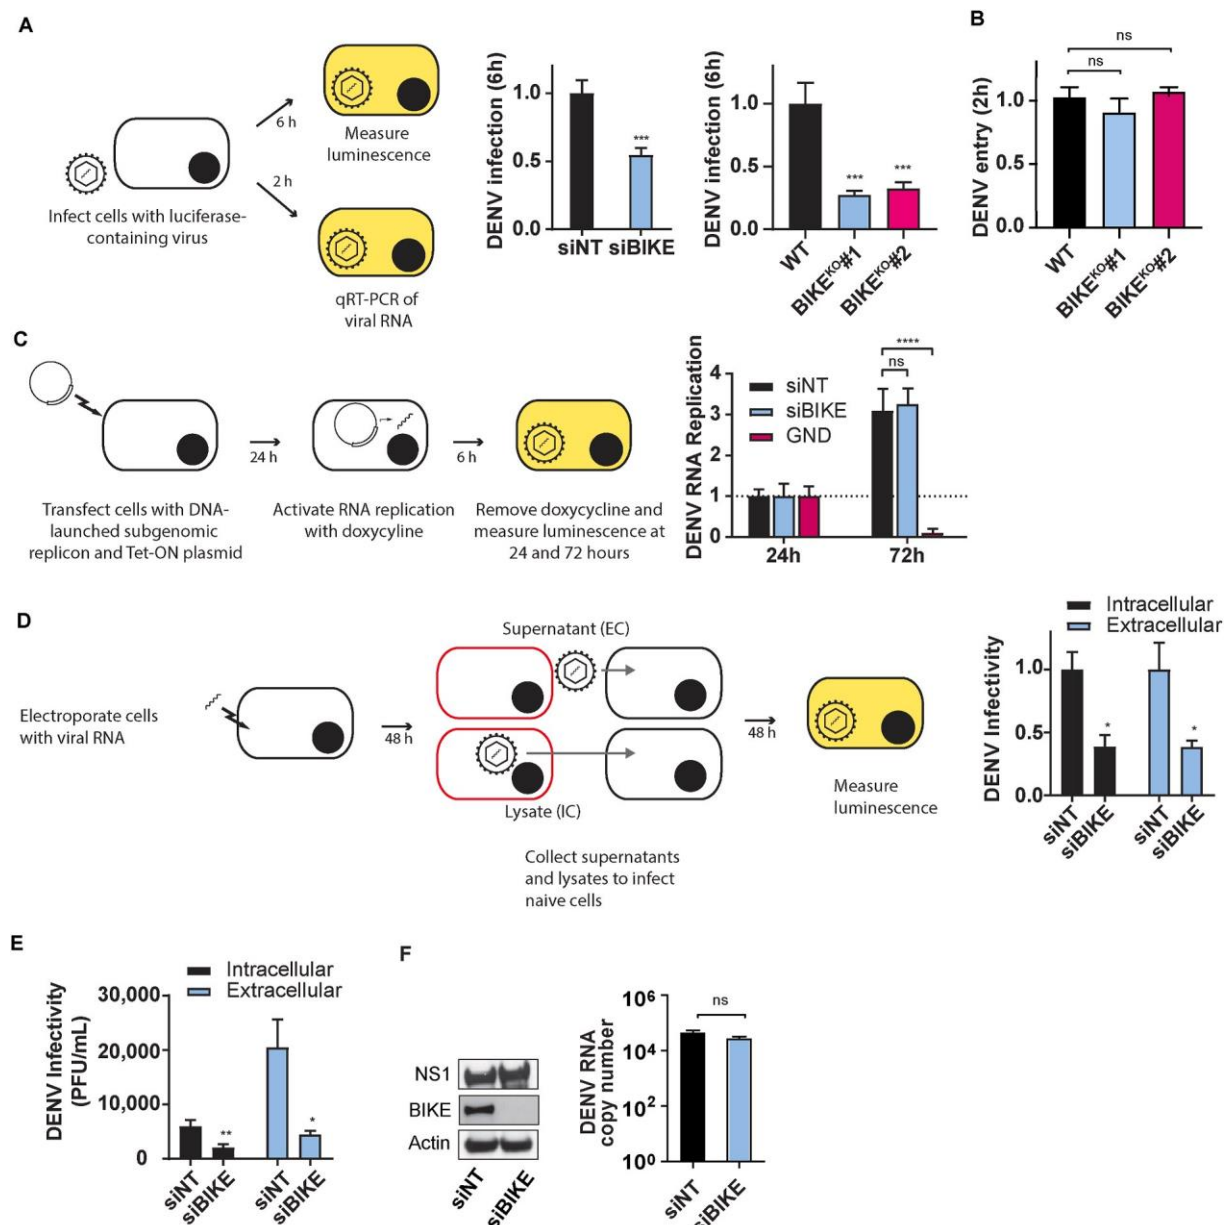 A
6 h
2 h
Infect cells with luciferase-
containing virus
Measure
luminescence
qRT-PCR of
viral RNA
DENV infection (6h)
1.0
0.5
0.0
***
siNT siBIKE
DENV infection (6h)
1.0
0.5
0.0
***
***
WT
BIKEᴷᴼ#1
BIKEᴷᴼ#2
B
DENV entry (2h)
1.0
0.5
0.0
ns
ns
WT
BIKEᴷᴼ#1
BIKEᴷᴼ#2
C
24 h
6 h
Transfect cells with DNA-
launched subgenomic
replicon and Tet-ON plasmid
Activate RNA replication
with doxycycline
Remove doxycycline and
measure luminescence at
24 and 72 hours
DENV RNA Replication
4
3
2
1
0
siNT
siBIKE
GND
****
ns
24h
72h
D
Electroporate cells
with viral RNA
48 h
Supernatant (EC)
Lysate (IC)
Collect supernatants
and lysates to infect
naive cells
48 h
Measure
luminescence
Intracellular
Extracellular
DENV Infectivity
1.0
0.5
0.0
*
*
siNT
siBIKE
siNT
siBIKE
E
Intracellular
Extracellular
DENV Infectivity
(PFU/mL)
30,000
20,000
10,000
0
**
*
siNT
siBIKE
siNT
siBIKE
F
NS1
BIKE
Actin
siNT
siBIKE
DENV RNA
copy number
10⁶
10⁴
10²
10⁰
ns
siNT
siBIKE